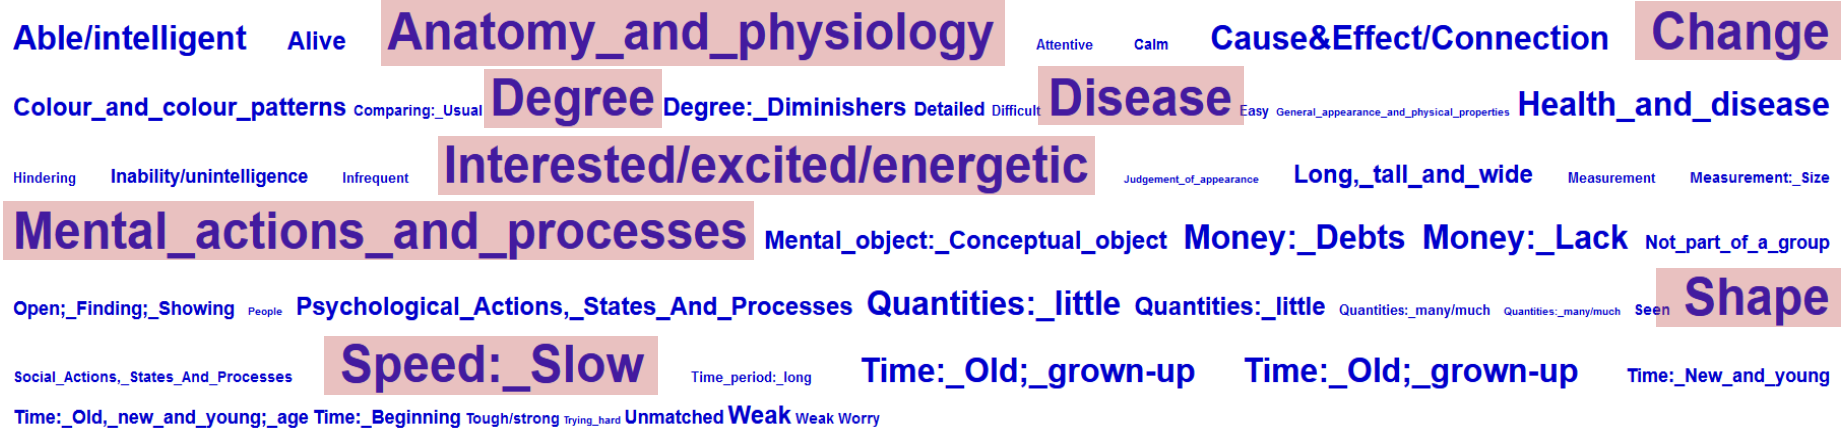 Able/intelligent Alive Anatomy_and_physiology Attentive Calm Cause&Effect/Connection Change
Colour_and_colour_patterns Comparing:_Usual Degree Degree:_Diminishers Detailed Difficult Disease Easy General_appearance_and_physical_properties Health_and_disease
Hindering Inability/unintelligence Infrequent Interested/excited/energetic Judgement_of_appearance Long,_tall_and_wide Measurement Measurement:_Size
Mental_actions_and_processes Mental_object:_Conceptual_object Money:_Debts Money:_Lack Not_part_of_a_group
Open;_Finding;_Showing People Psychological_Actions,_States_And_Processes Quantities:_little Quantities:_little Quantities:_many/much Quantities:_many/much Seen Shape
Social_Actions,_States_And_Processes Speed:_Slow Time_period:_long Time:_Old;_grown-up Time:_Old;_grown-up Time:_New_and_young
Time:_Old,_new_and_young;_age Time:_Beginning Tough/strong Trying_hard Unmatched Weak Weak Worry